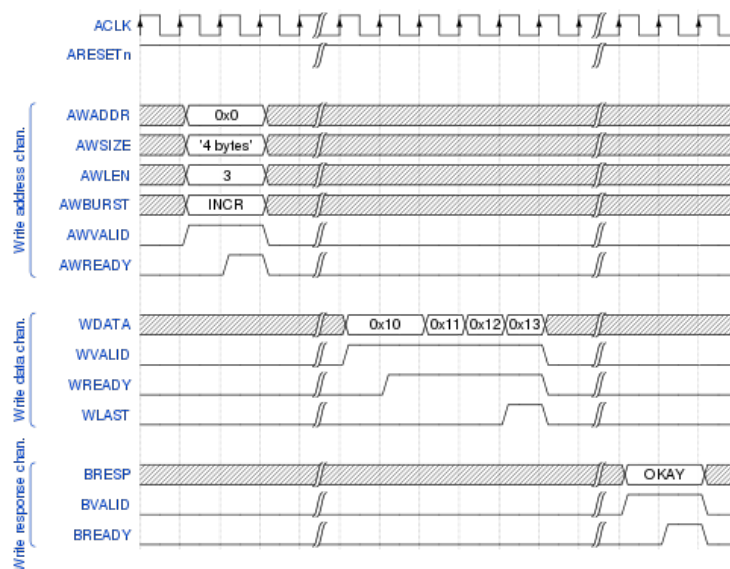 ACLK
ARESETn
Write address chan.
AWADDR 0x0
AWSIZE '4 bytes'
AWLEN 3
AWBURST INCR
AWVALID
AWREADY
Write data chan.
WDATA 0x10 0x11 0x12 0x13
WVALID
WREADY
WLAST
Write response chan.
BRESP OKAY
BVALID
BREADY